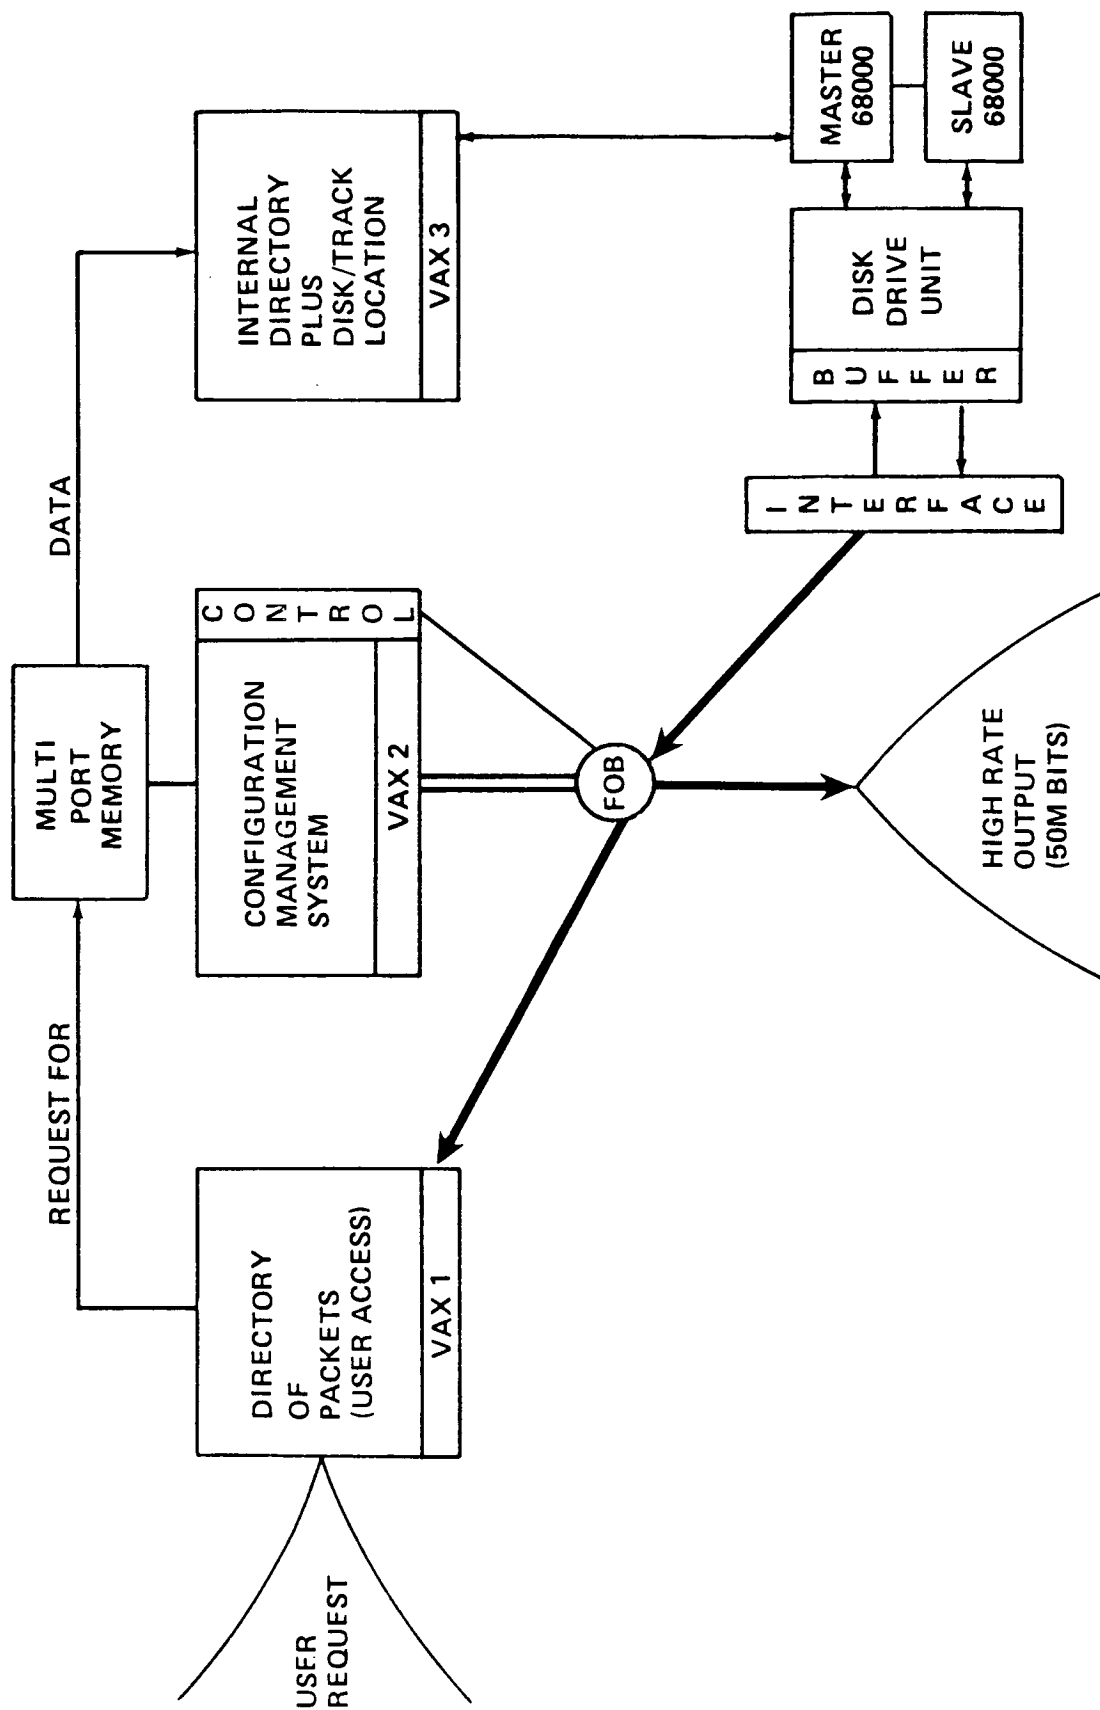 USER
REQUEST
DIRECTORY
OF
PACKETS
(USER ACCESS)
VAX 1
REQUEST FOR
MULTI
PORT
MEMORY
DATA
CONFIGURATION
MANAGEMENT
SYSTEM
VAX 2
CONTROL
INTERNAL
DIRECTORY
PLUS
DISK/TRACK
LOCATION
VAX 3
FOB
HIGH RATE
OUTPUT
(50M BITS)
INTERFACE
BUFFER
DISK
DRIVE
UNIT
MASTER
68000
SLAVE
68000